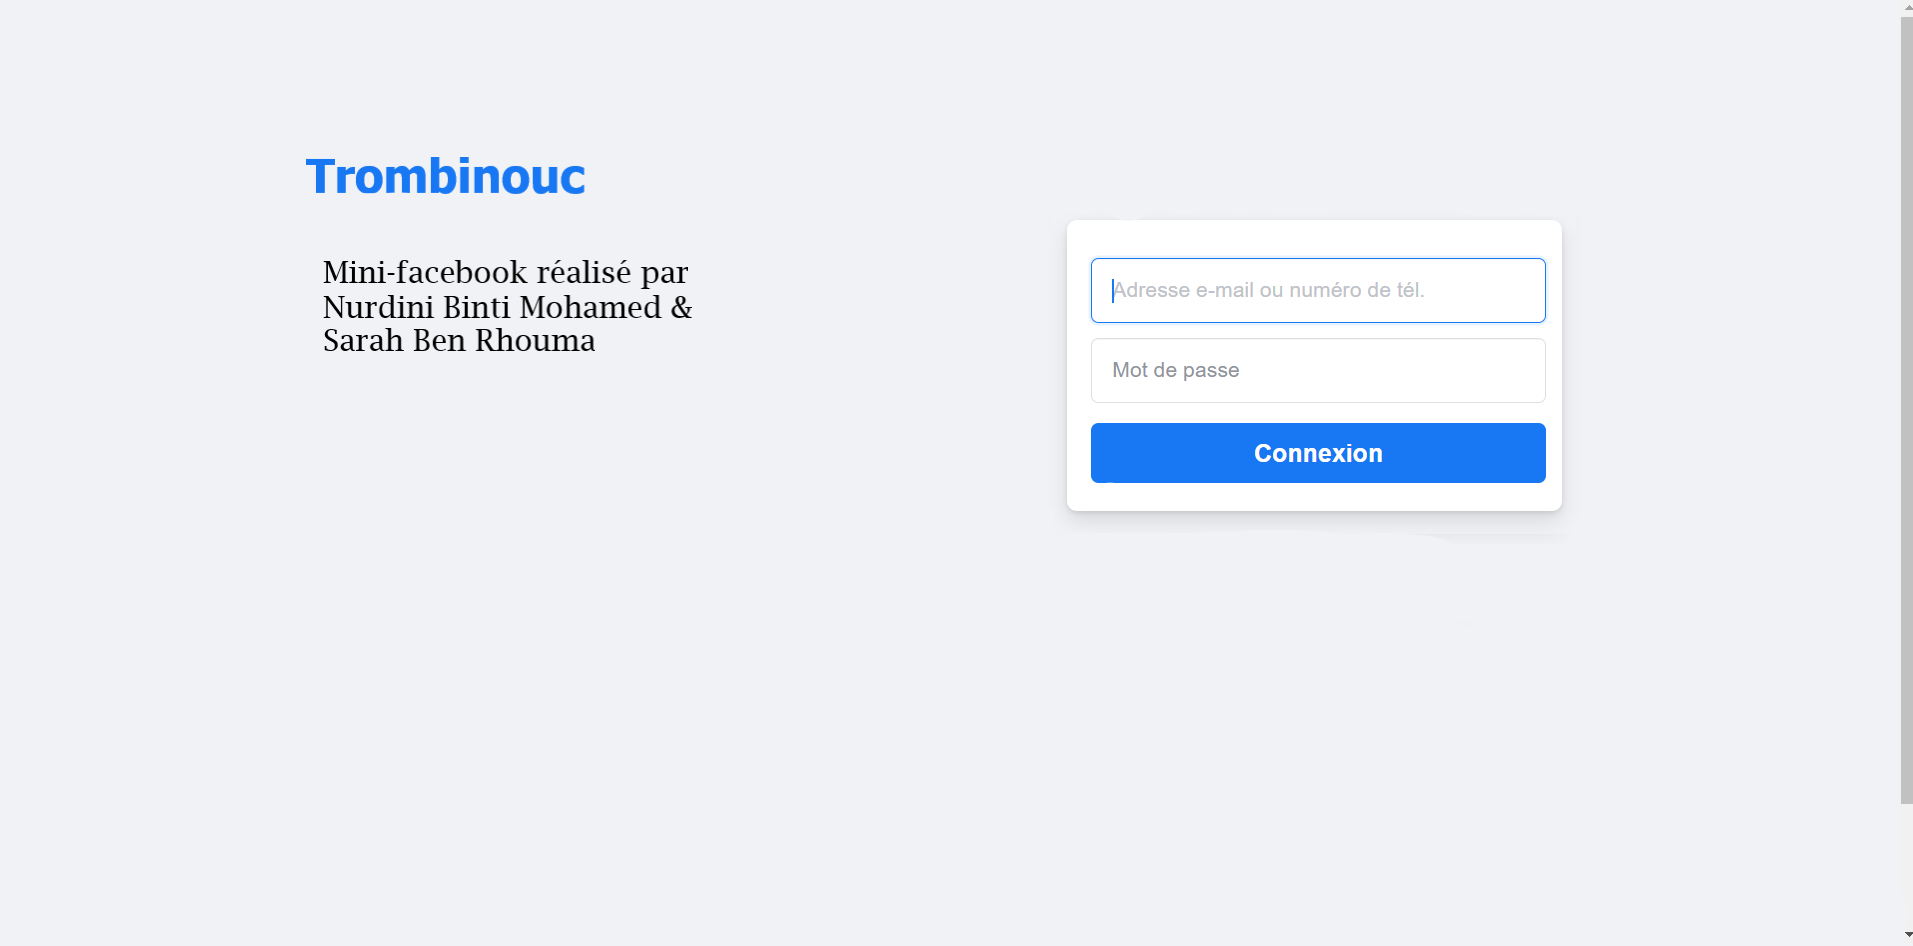 Trombinouc
Mini-facebook réalisé par
Nurdini Binti Mohamed &
Sarah Ben Rhouma
Adresse e-mail ou numéro de tél.
Mot de passe
Connexion